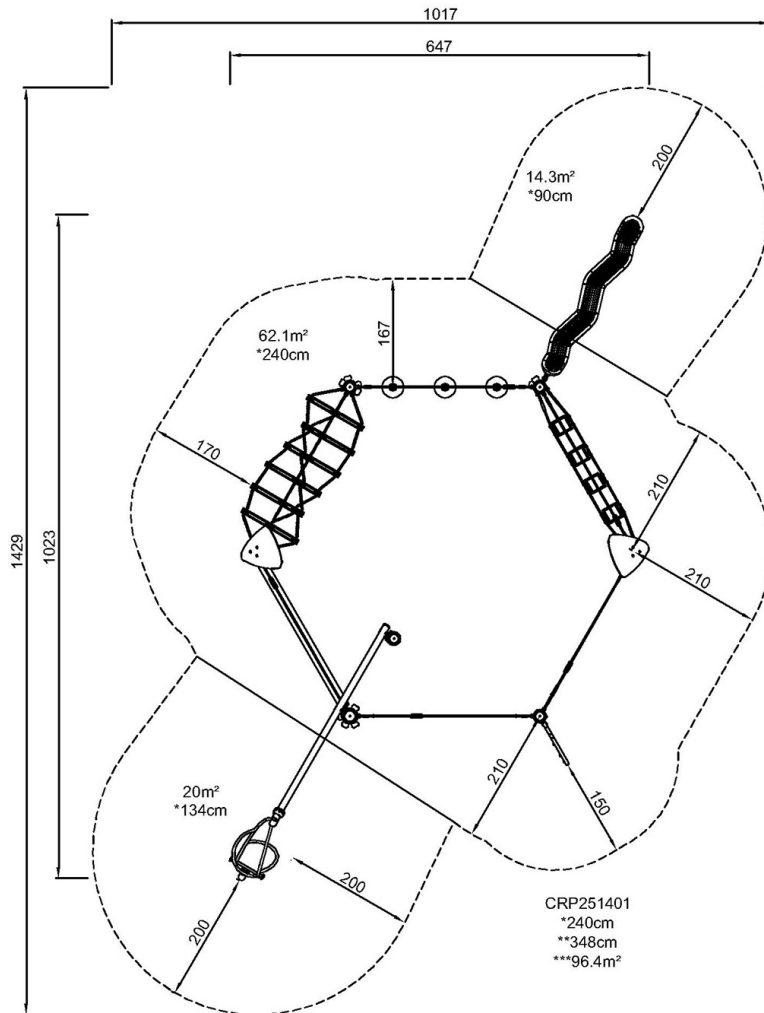 1017
647
200
14.3m²
*90cm
167
62.1m²
*240cm
170
210
1429
1023
210
20m²
*134cm
210
150
200
200
CRP251401
*240cm
**348cm
***96.4m²